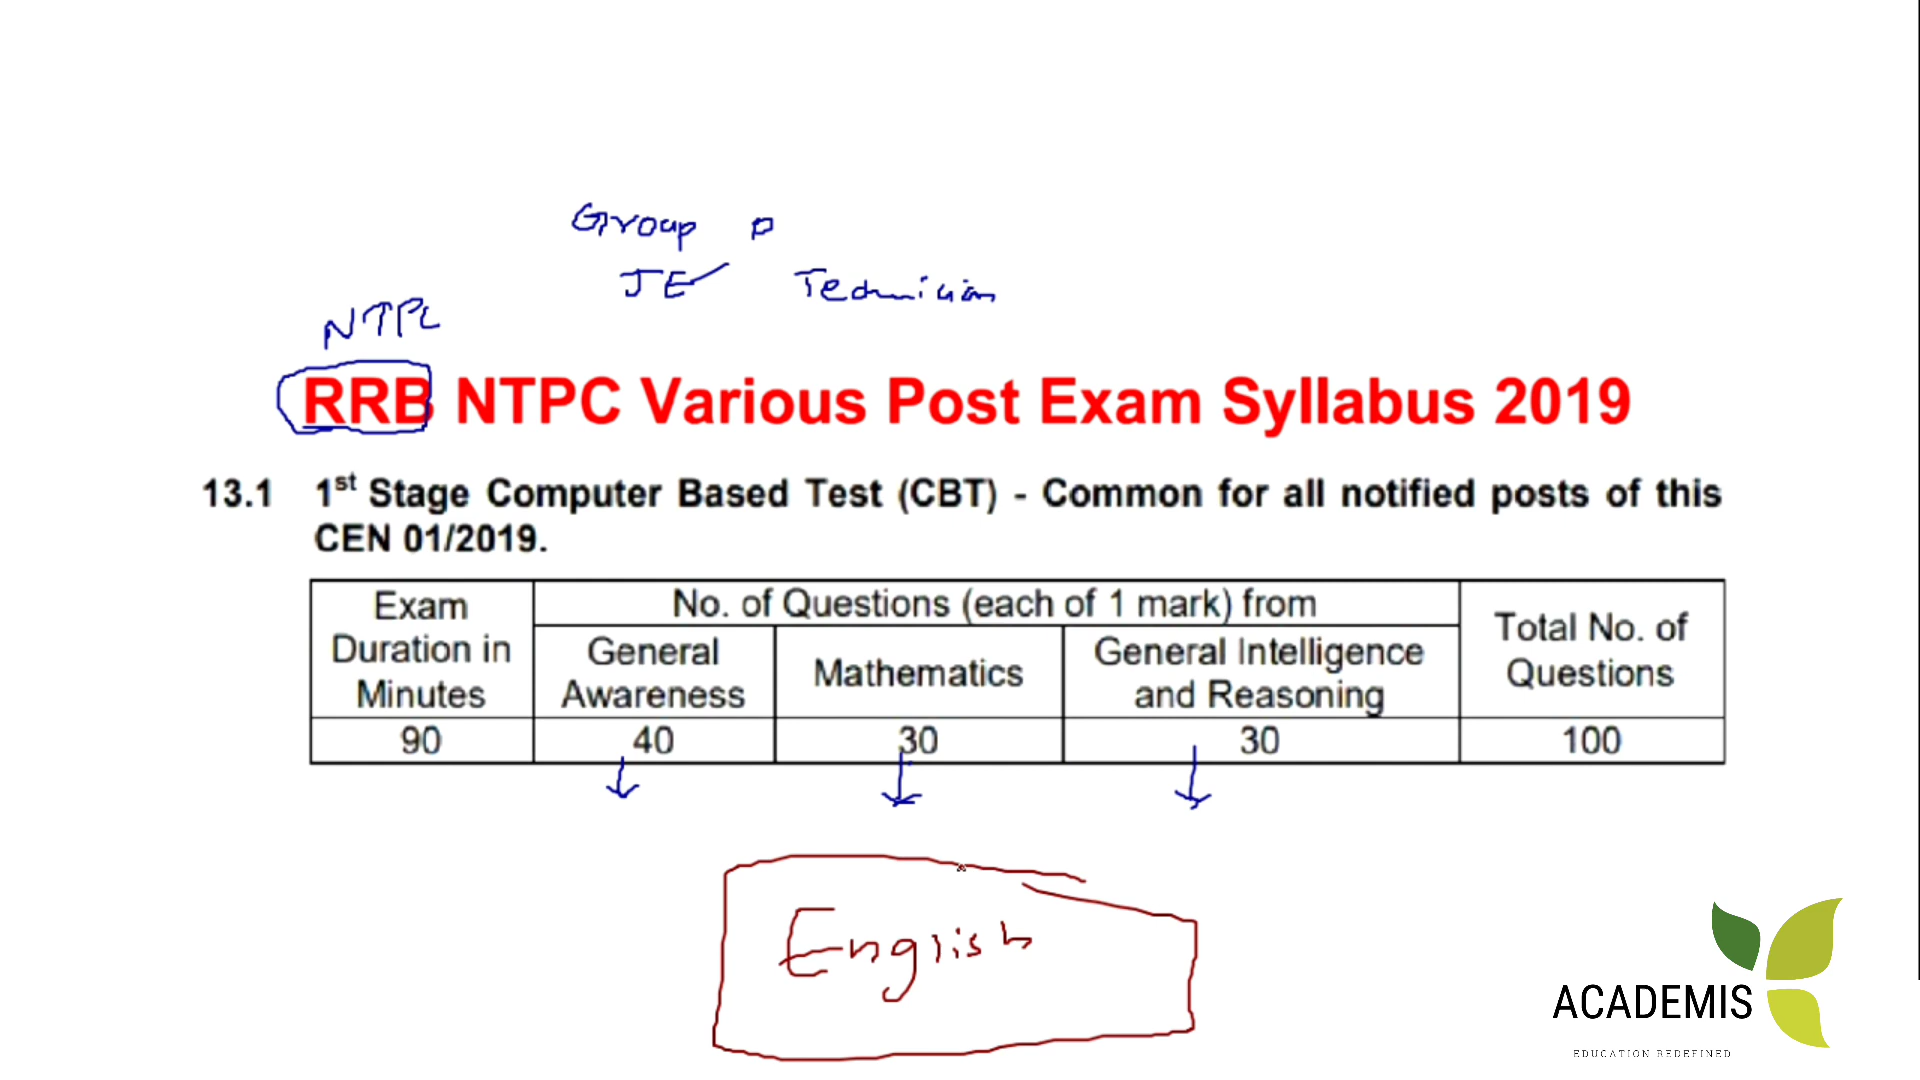 Group D
JE Technician
NTPC
RRB NTPC Various Post Exam Syllabus 2019
13.1 1st Stage Computer Based Test (CBT) - Common for all notified posts of this
CEN 01/2019.
Exam Duration in Minutes
No. of Questions (each of 1 mark) from
Total No. of Questions
General Awareness
Mathematics
General Intelligence and Reasoning
90 40 30 30 100
English
ACADEMIS
EDUCATION REDEFINED